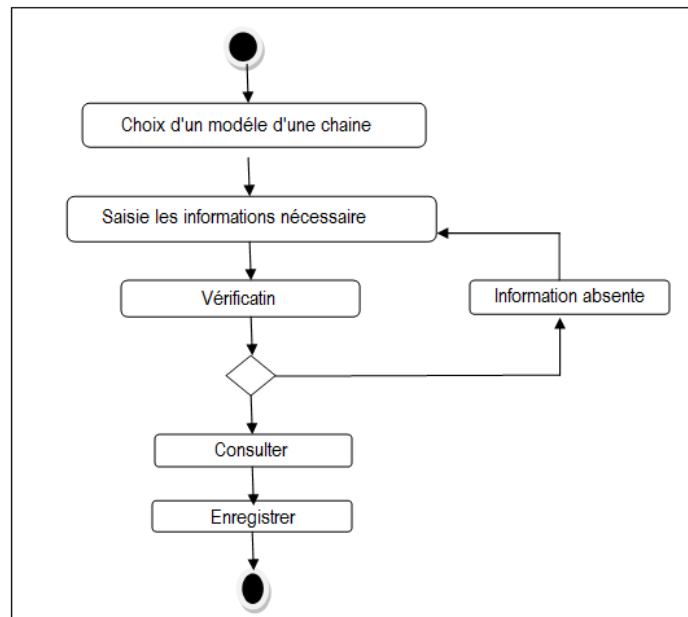 Choix d'un modéle d'une chaine
Saisie les informations nécessaire
Vérificatin
Information absente
Consulter
Enregistrer